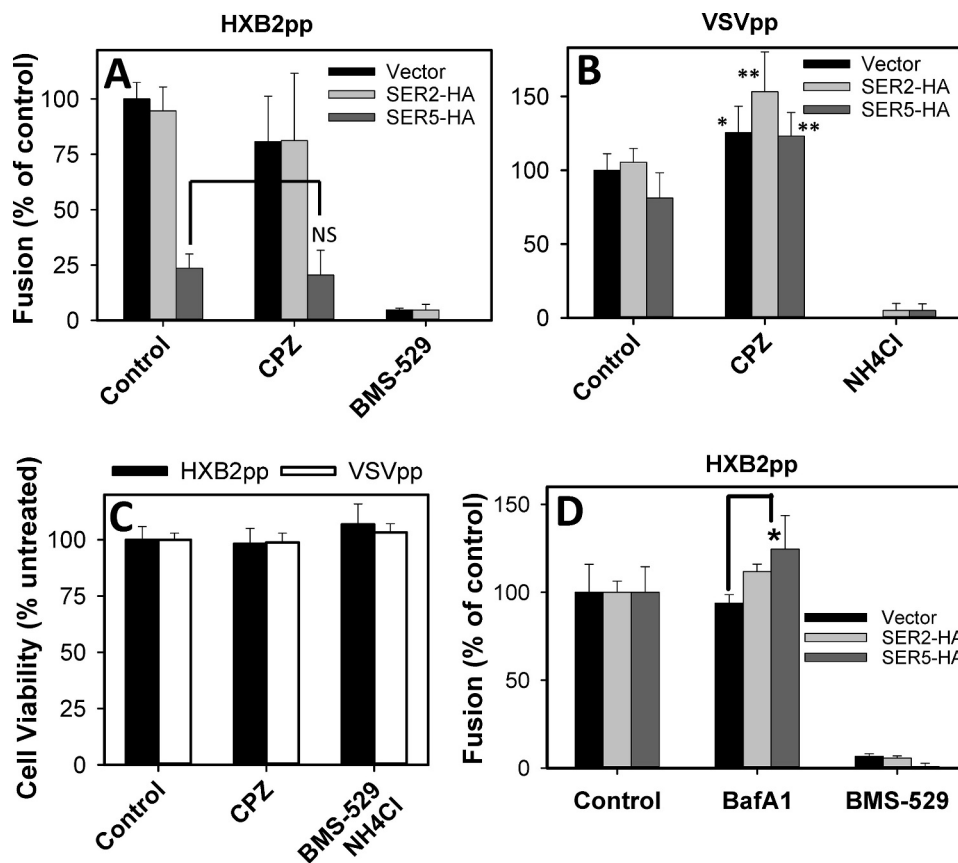 HXB2pp
A
Vector
SER2-HA
SER5-HA
Fusion (% of control)
100
75
50
25
0
NS
Control
CPZ
BMS-529
VSVpp
B
Vector
SER2-HA
SER5-HA
150
100
50
0
*
**
**
Control
CPZ
NH4Cl
HXB2pp VSVpp
C
Cell Viability (% untreated)
100
75
50
25
0
Control
CPZ
BMS-529
NH4Cl
HXB2pp
D
Fusion (% of control)
150
100
50
0
*
Vector
SER2-HA
SER5-HA
Control BafA1 BMS-529